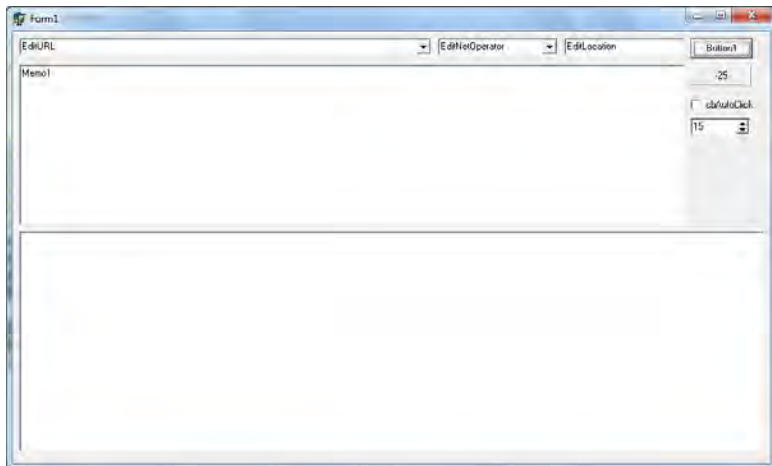 Form1
EditURL EditNetOperator EditLocation Button1
Memo1 -25-
cbAutoClick
15